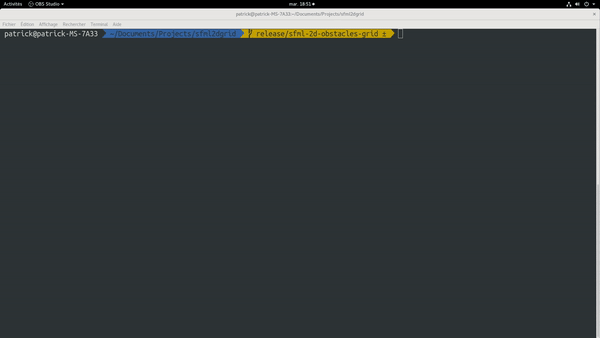 Activités OBS Studio mar. 18:51
patrick@patrick-MS-7A33:~/Documents/Projects/sfml2dgrid
Fichier Édition Affichage Rechercher Terminal Aide
patrick@patrick-MS-7A33 ~/Documents/Projects/sfml2dgrid release/sfml-2d-obstacles-grid ±